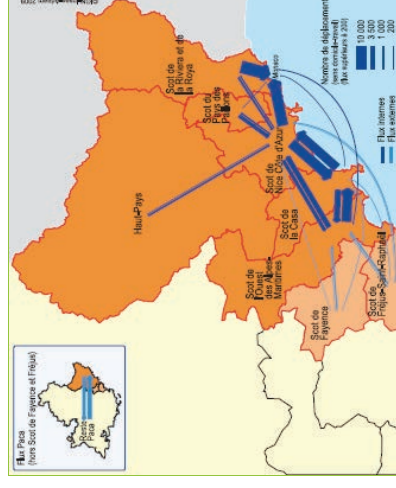 Flux Paca
(hors Scot de Fayence et Fréjus)
Reste
Paca
Haut-Pays
Scot de
la Riviera et de
la Roya
Scot du
Pays des
Paillons
Monaco
Scot de
Nice Côte d'Azur
Scot de
la Casa
Scot de
l'Ouest
des Alpes-
Maritimes
Scot de
Fayence
Scot de
Fréjus-Saint-Raphaël
Nombre de déplacements
(sens domicile-travail)
(flux supérieurs à 200)
10 000
3 500
1 000
200
Flux internes
Flux externes